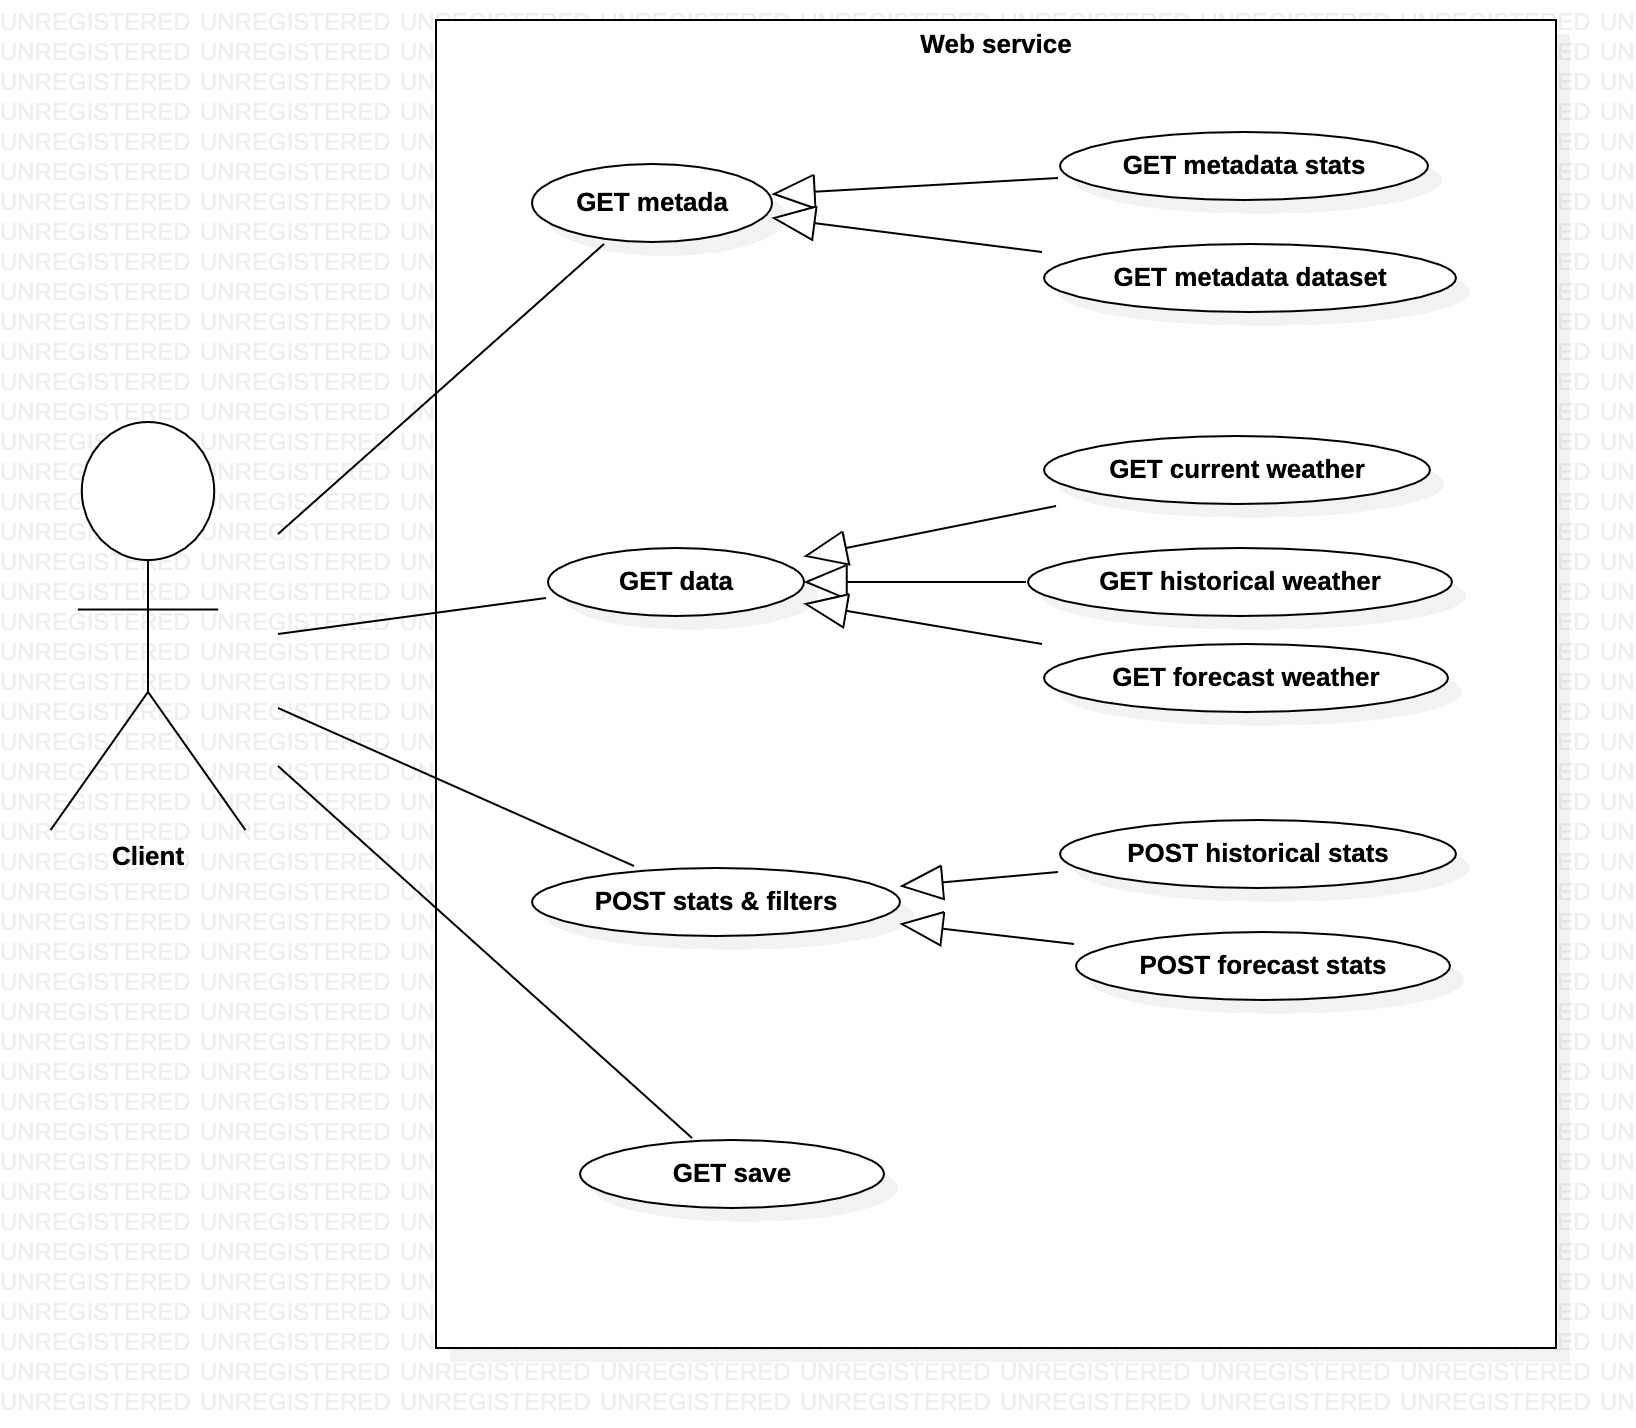 Web service
GET metada
GET metadata stats
GET metadata dataset
GET current weather
GET data
GET historical weather
GET forecast weather
Client
POST historical stats
POST stats & filters
POST forecast stats
GET save
UNREGISTERED UNREGISTERED UNREGISTERED UNREGISTERED UNREGISTERED UNREGISTERED UNREGISTERED UNREGISTERED UN